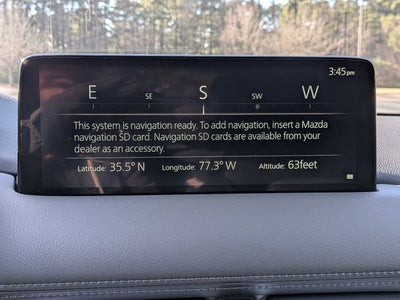 3:45pm
E SE S SW W
This system is navigation ready. To add navigation, insert a Mazda
navigation SD card. Navigation SD cards are available from your
dealer as an accessory.
Latitude: 35.5° N Longitude: 77.3° W Altitude: 63feet